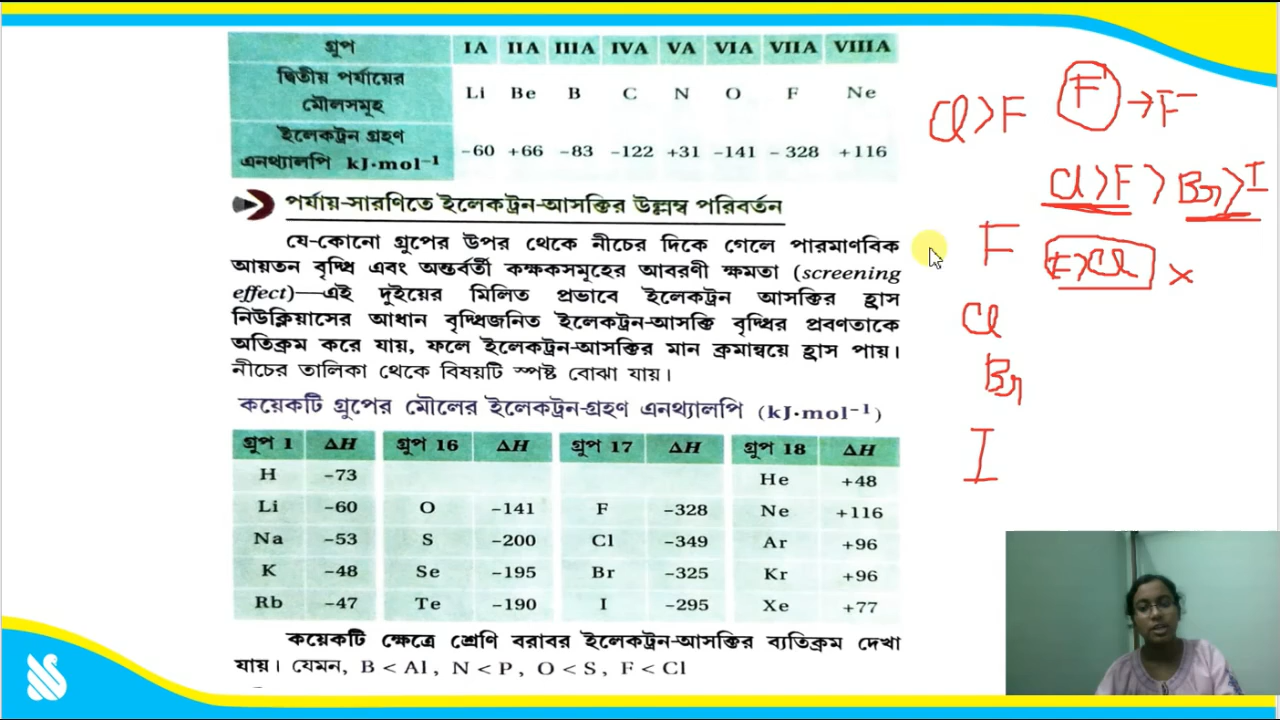 গ্রুপ IA IIA IIIA IVA VA VIA VIIA VIIIA
দ্বিতীয় পর্যায়ের মৌলসমূহ Li Be B C N O F Ne
ইলেকট্রন গ্রহণ এনথ্যালপি kJ·mol⁻¹ -60 +66 -83 -122 +31 -141 -328 +116
পর্যায়-সারণিতে ইলেকট্রন-আসক্তির উল্লম্ব পরিবর্তন
যে-কোনো গ্রুপের উপর থেকে নীচের দিকে গেলে পারমাণবিক
আয়তন বৃদ্ধি এবং অন্তর্বর্তী কক্ষকসমূহের আবরণী ক্ষমতা (screening
effect)—এই দুইয়ের মিলিত প্রভাবে ইলেকট্রন আসক্তির হ্রাস
নিউক্লিয়াসের আধান বৃদ্ধিজনিত ইলেকট্রন-আসক্তি বৃদ্ধির প্রবণতাকে
অতিক্রম করে যায়, ফলে ইলেকট্রন-আসক্তির মান ক্রমান্বয়ে হ্রাস পায়।
নীচের তালিকা থেকে বিষয়টি স্পষ্ট বোঝা যায়।
কয়েকটি গ্রুপের মৌলের ইলেকট্রন-গ্রহণ এনথ্যালপি (kJ·mol⁻¹)
গ্রুপ 1 ΔH গ্রুপ 16 ΔH গ্রুপ 17 ΔH গ্রুপ 18 ΔH
H -73 He +48
Li -60 O -141 F -328 Ne +116
Na -53 S -200 Cl -349 Ar +96
K -48 Se -195 Br -325 Kr +96
Rb -47 Te -190 I -295 Xe +77
কয়েকটি ক্ষেত্রে শ্রেণি বরাবর ইলেকট্রন-আসক্তির ব্যতিক্রম দেখা
যায়। যেমন, B < Al, N < P, O < S, F < Cl
Cl > F F → F⁻
Cl > F > Br > I
F F > Cl ×
Cl
Br
I